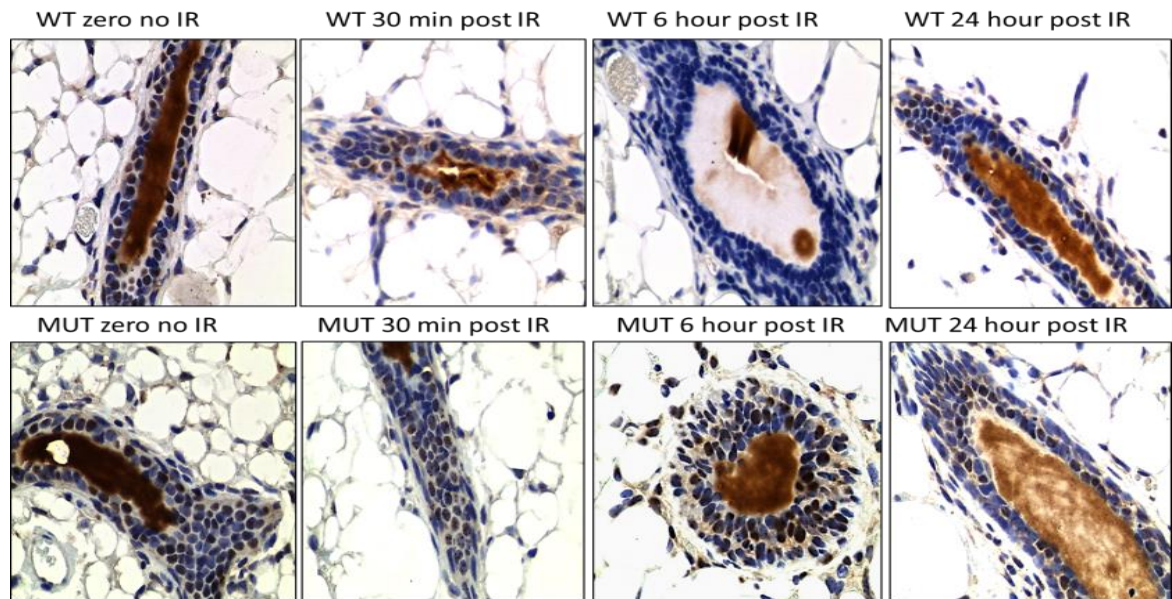 WT zero no IR
WT 30 min post IR
WT 6 hour post IR
WT 24 hour post IR
MUT zero no IR
MUT 30 min post IR
MUT 6 hour post IR
MUT 24 hour post IR